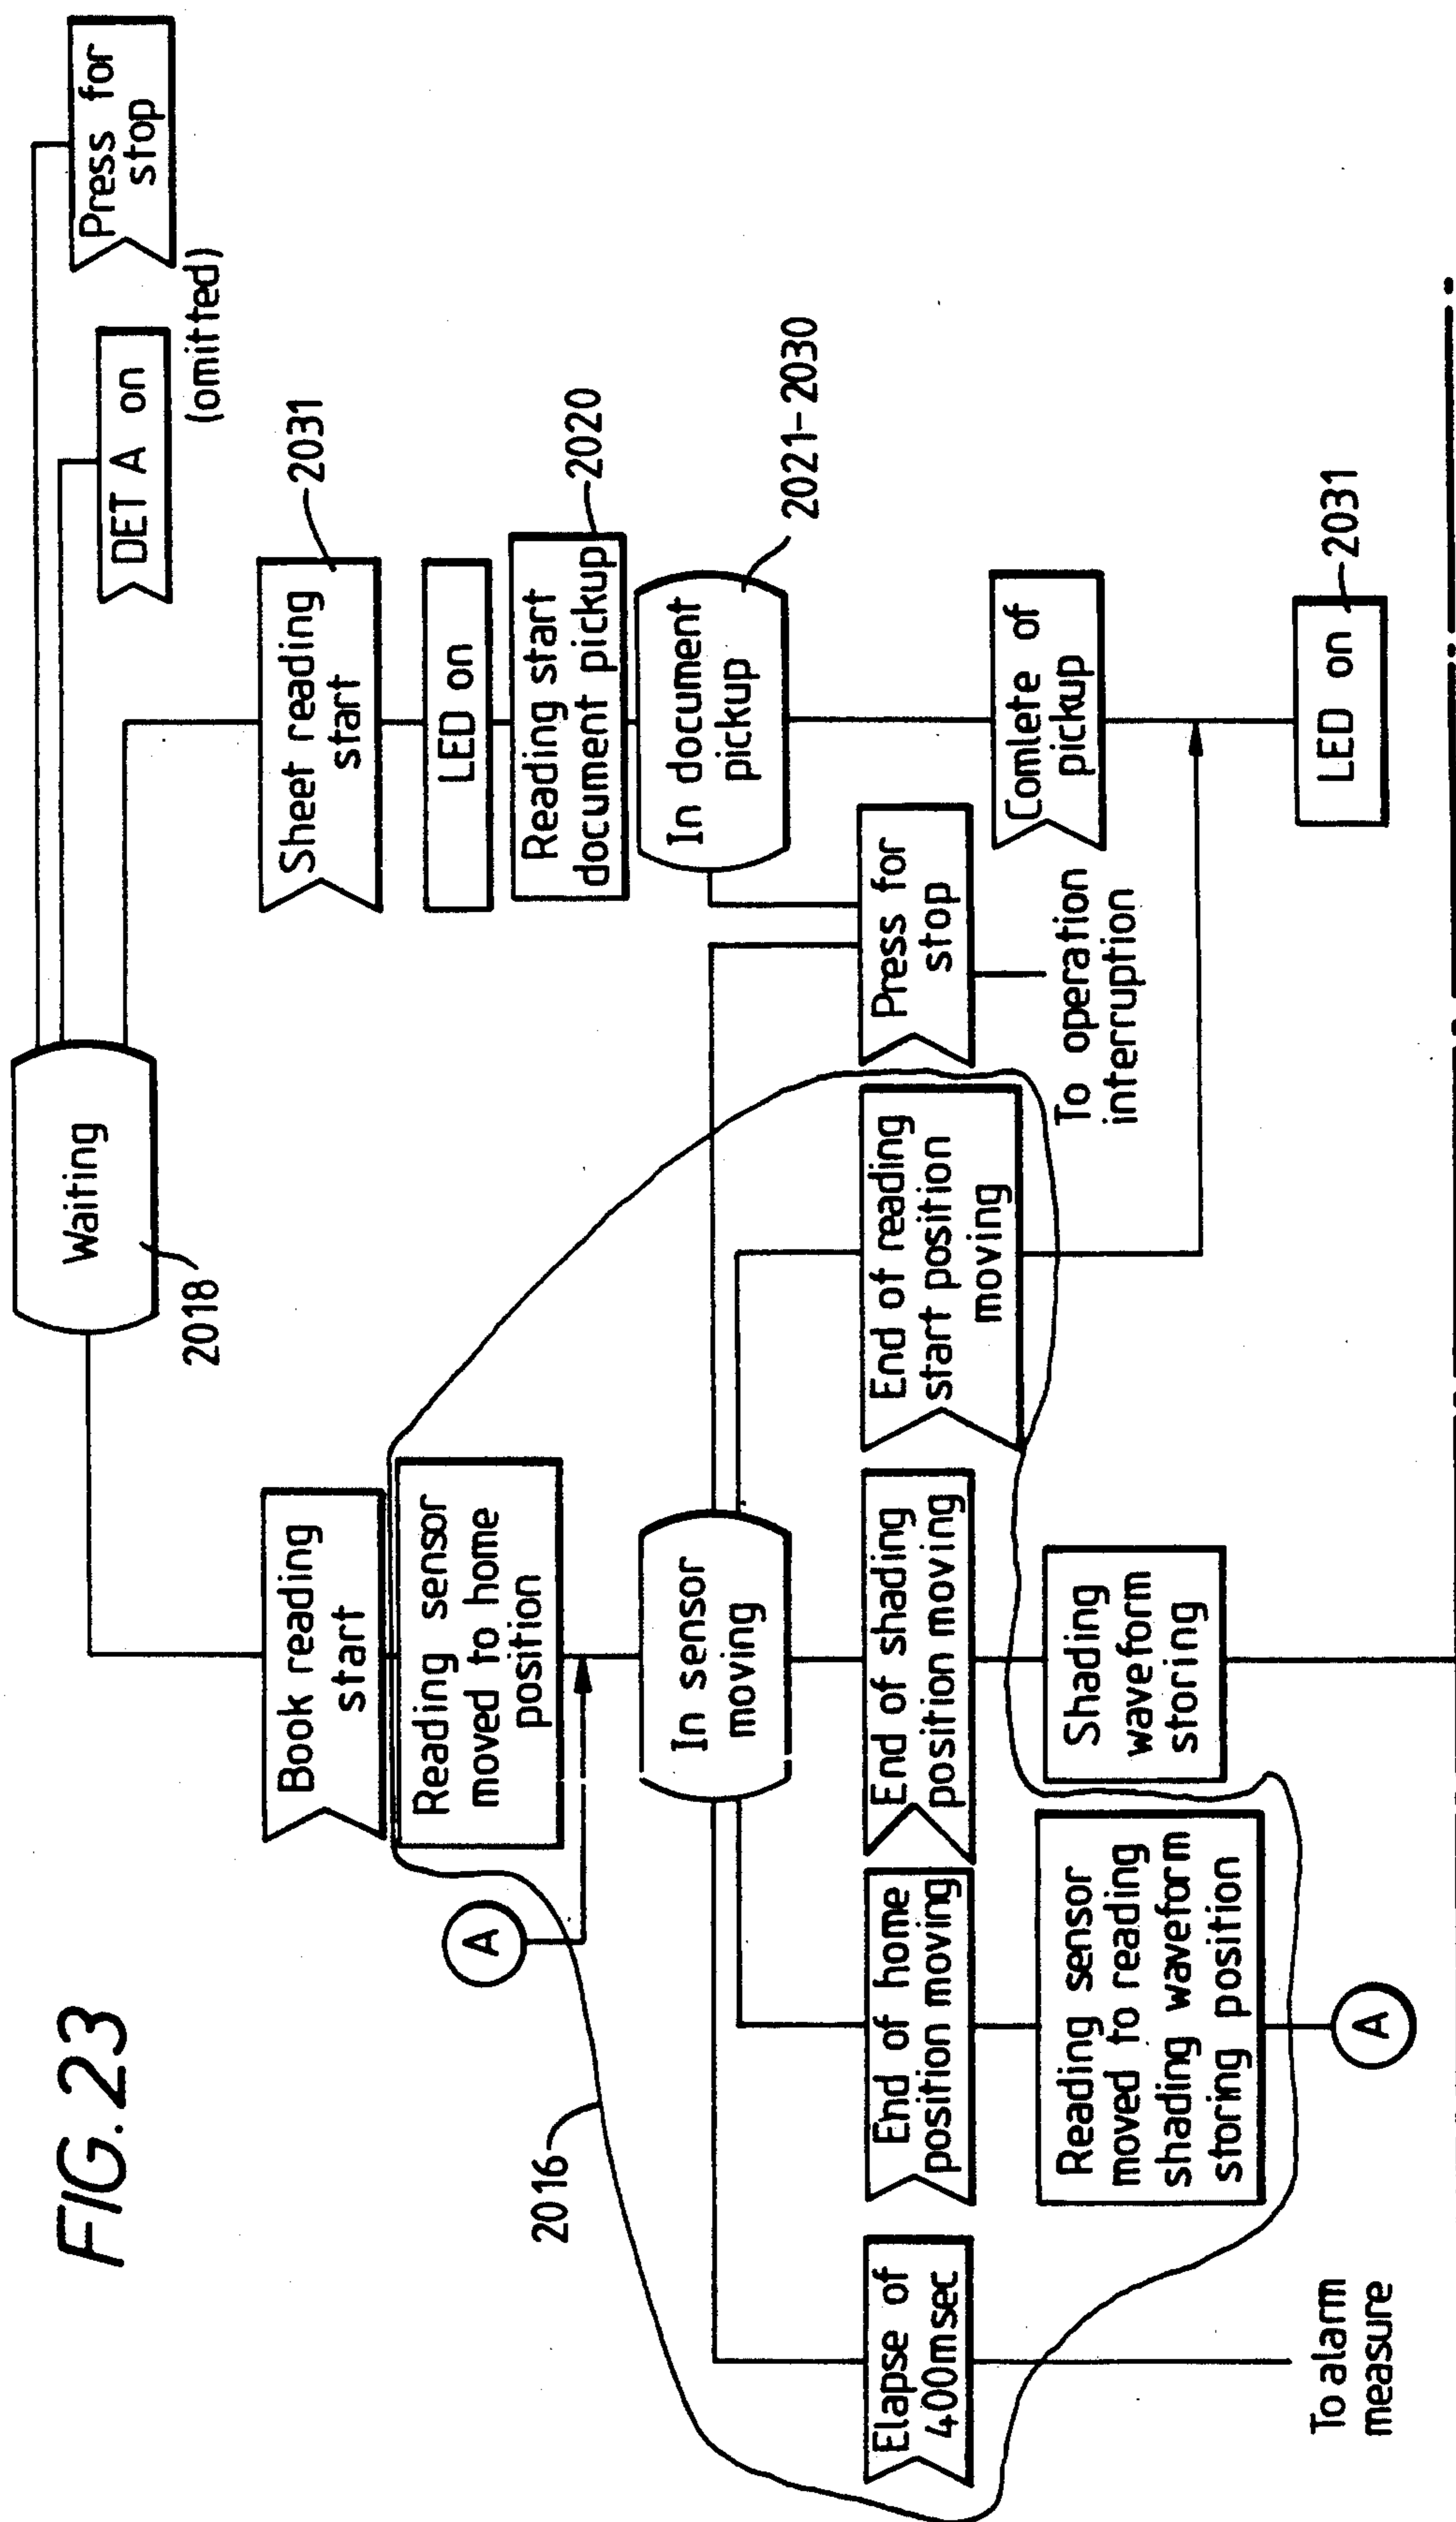 FIG. 23
Waiting
2018
Press for
stop
DET A on
(omitted)
Book reading
start
Sheet reading
start
2031
Reading sensor
moved to home
position
LED on
Reading start
document pickup
2020
A
2016
In sensor
moving
In document
pickup
2021-2030
Elapse of
400msec
End of home
position moving
End of shading
position moving
End of reading
start position
moving
Press for
stop
Comlete of
pickup
To operation
interruption
Reading sensor
moved to reading
shading waveform
storing position
Shading
waveform
storing
LED on
2031
To alarm
measure
A